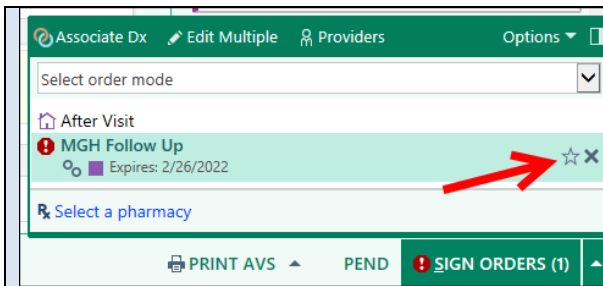 Associate Dx Edit Multiple Providers Options
Select order mode
After Visit
MGH Follow Up
Expires: 2/26/2022
Rx Select a pharmacy
PRINT AVS PEND SIGN ORDERS (1)